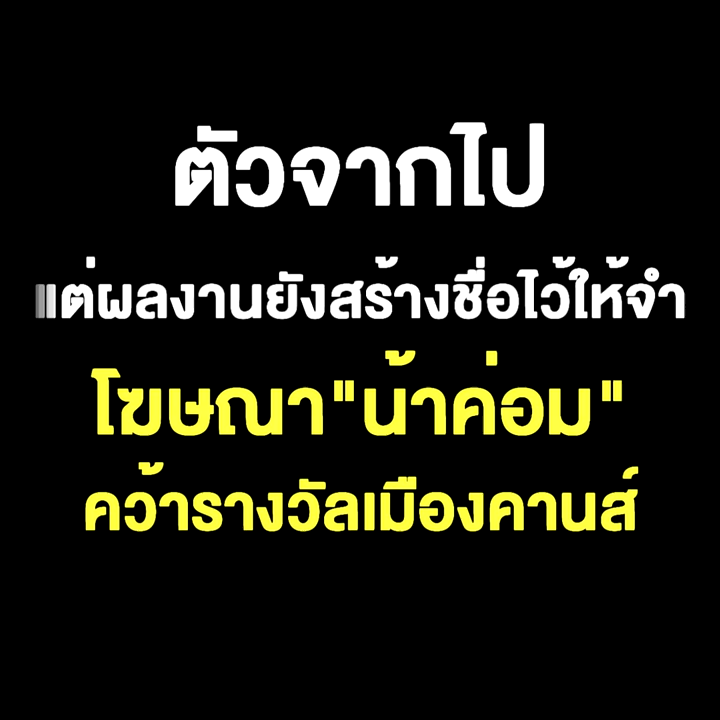 ตัวจากไป
แต่ผลงานยังสร้างชื่อไว้ให้จำ
โฆษณา"น้าค่อม"
คว้ารางวัลเมืองคานส์